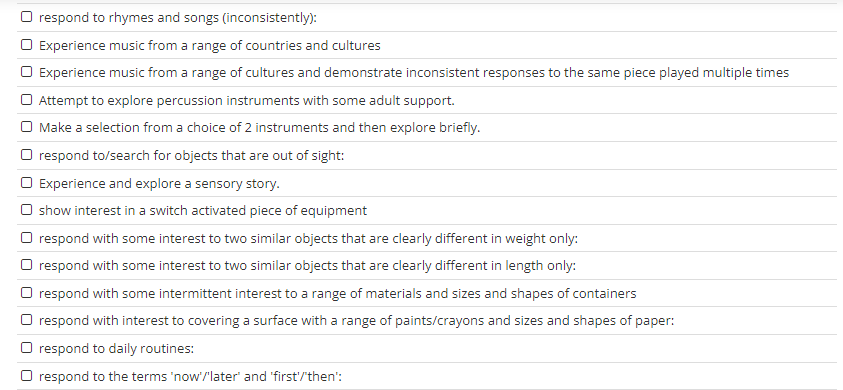 respond to rhymes and songs (inconsistently):
Experience music from a range of countries and cultures
Experience music from a range of cultures and demonstrate inconsistent responses to the same piece played multiple times
Attempt to explore percussion instruments with some adult support.
Make a selection from a choice of 2 instruments and then explore briefly.
respond to/search for objects that are out of sight:
Experience and explore a sensory story.
show interest in a switch activated piece of equipment
respond with some interest to two similar objects that are clearly different in weight only:
respond with some interest to two similar objects that are clearly different in length only:
respond with some intermittent interest to a range of materials and sizes and shapes of containers
respond with interest to covering a surface with a range of paints/crayons and sizes and shapes of paper:
respond to daily routines:
respond to the terms 'now'/'later' and 'first'/'then':